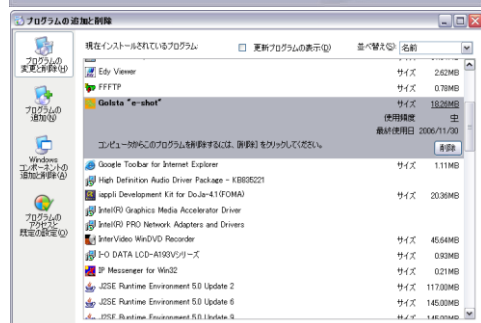 プログラムの追加と削除
現在インストールされているプログラム:
更新プログラムの表示(D)
並べ替え(S): 名前
プログラムの
変更と削除(H)
プログラムの
追加(N)
Windows
コンポーネントの
追加と削除(A)
プログラムの
アクセスと
既定の設定(O)
Edy Viewer サイズ 2.62MB
FFFTP サイズ 0.78MB
Golsta "e-shot" サイズ 18.26MB
使用頻度 中
最終使用日 2006/11/30
コンピュータからこのプログラムを削除するには、[削除] をクリックしてください。
削除
Google Toolbar for Internet Explorer サイズ 1.11MB
High Definition Audio Driver Package - KB835221
iappli Development Kit for DoJa-4.1(FOMA) サイズ 20.36MB
Intel(R) Graphics Media Accelerator Driver
Intel(R) PRO Network Adapters and Drivers
InterVideo WinDVD Recorder サイズ 45.64MB
I-O DATA LCD-A193Vシリーズ サイズ 0.93MB
IP Messenger for Win32 サイズ 0.21MB
J2SE Runtime Environment 5.0 Update 2 サイズ 117.00MB
J2SE Runtime Environment 5.0 Update 6 サイズ 145.00MB
J2SE Runtime Environment 5.0 Update 9 サイズ 145.00MB